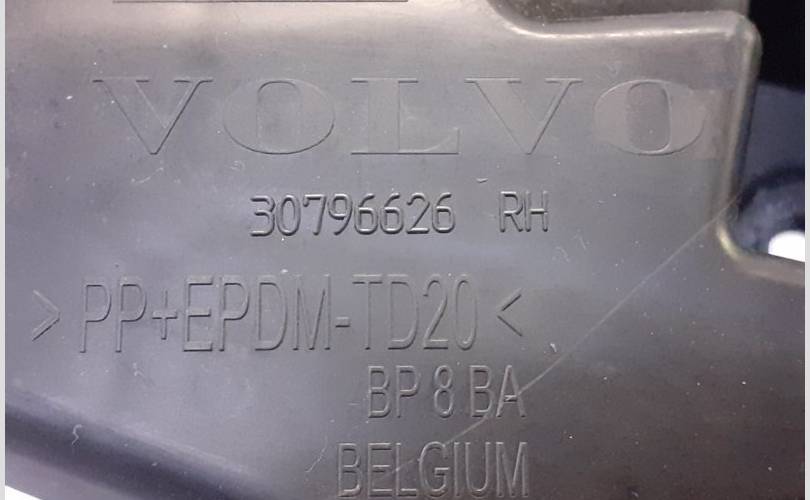 VOLVO
30796626 RH
>PP+EPDM-TD20<
BP 8 BA
BELGIUM